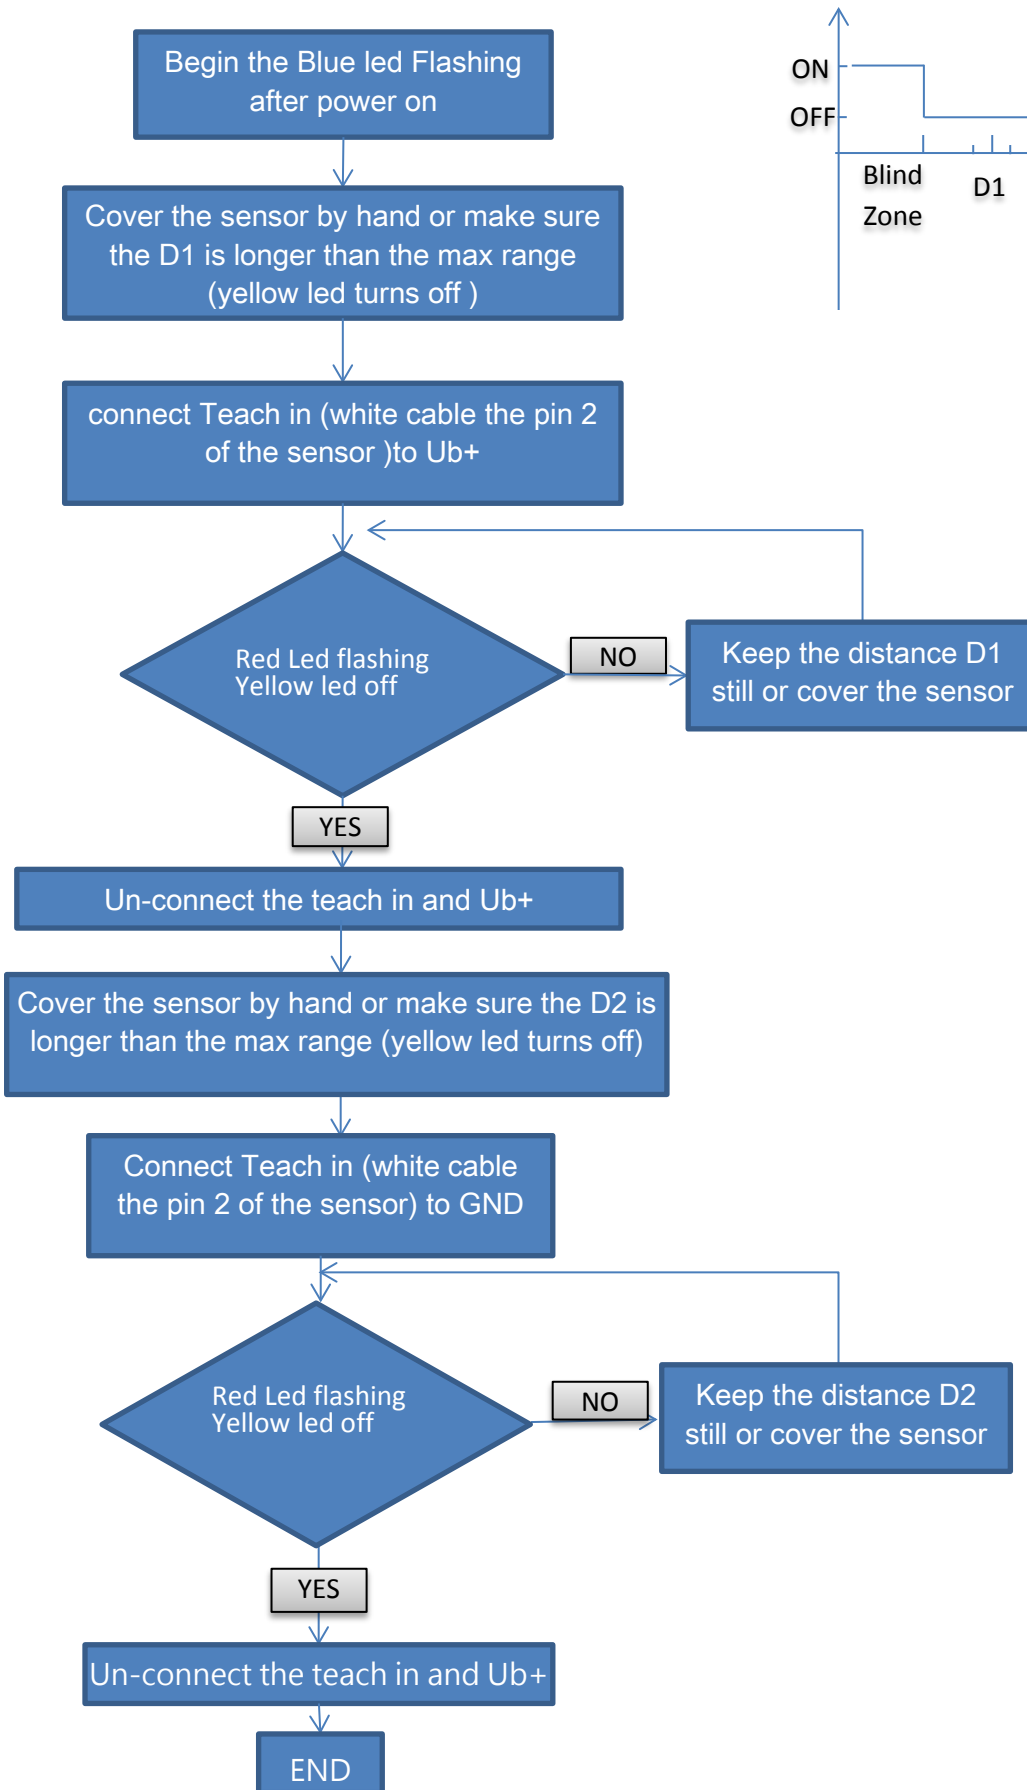 Begin the Blue led Flashing
after power on
ON
OFF
Blind
Zone
D1
Cover the sensor by hand or make sure
the D1 is longer than the max range
(yellow led turns off )
connect Teach in (white cable the pin 2
of the sensor )to Ub+
Red Led flashing
Yellow led off
NO
Keep the distance D1
still or cover the sensor
YES
Un-connect the teach in and Ub+
Cover the sensor by hand or make sure the D2 is
longer than the max range (yellow led turns off)
Connect Teach in (white cable
the pin 2 of the sensor) to GND
Red Led flashing
Yellow led off
NO
Keep the distance D2
still or cover the sensor
YES
Un-connect the teach in and Ub+
END